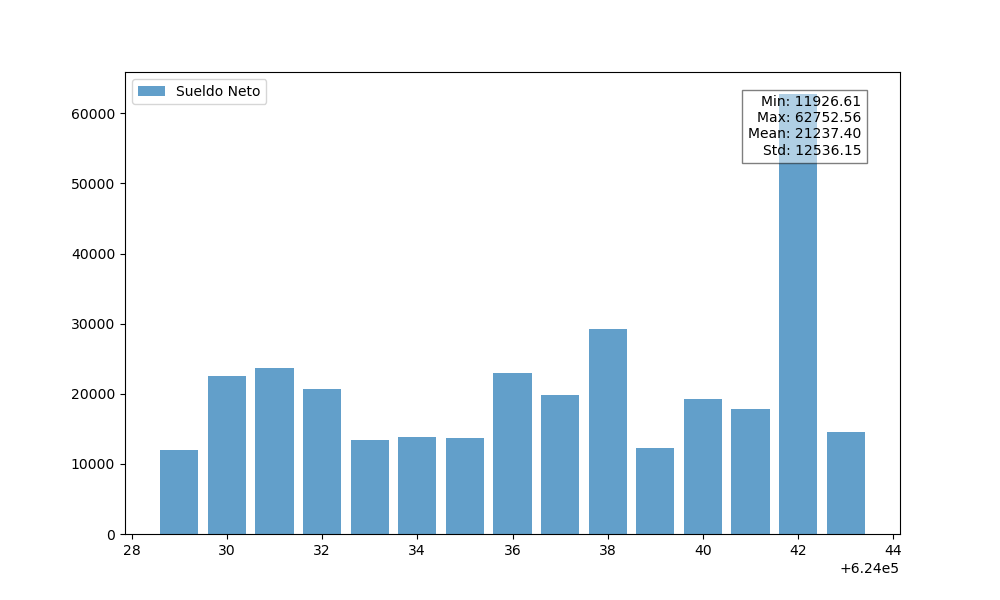 Sueldo Neto
Min: 11926.61
Max: 62752.56
Mean: 21237.40
Std: 12536.15
60000
50000
40000
30000
20000
10000
0
28 30 32 34 36 38 40 42 44
+6.24e5